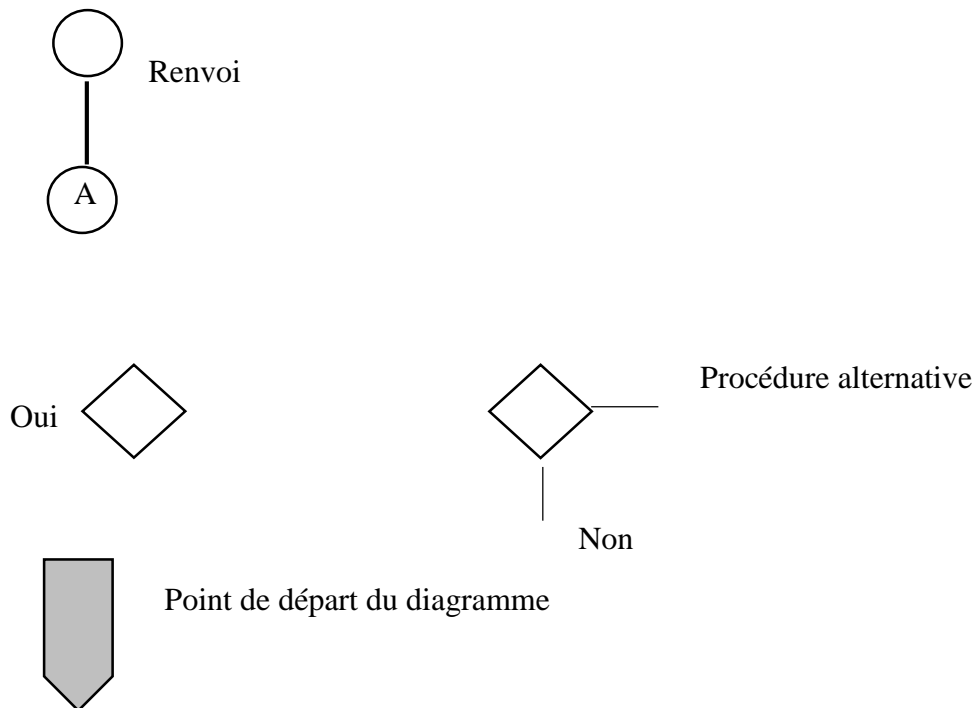 Renvoi
A
Procédure alternative
Oui
Non
Point de départ du diagramme